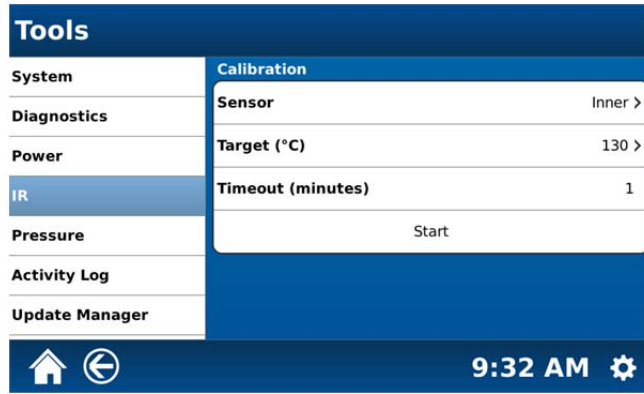 Tools
System
Diagnostics
Power
IR
Pressure
Activity Log
Update Manager
Calibration
Sensor Inner >
Target (°C) 130 >
Timeout (minutes) 1
Start
9:32 AM